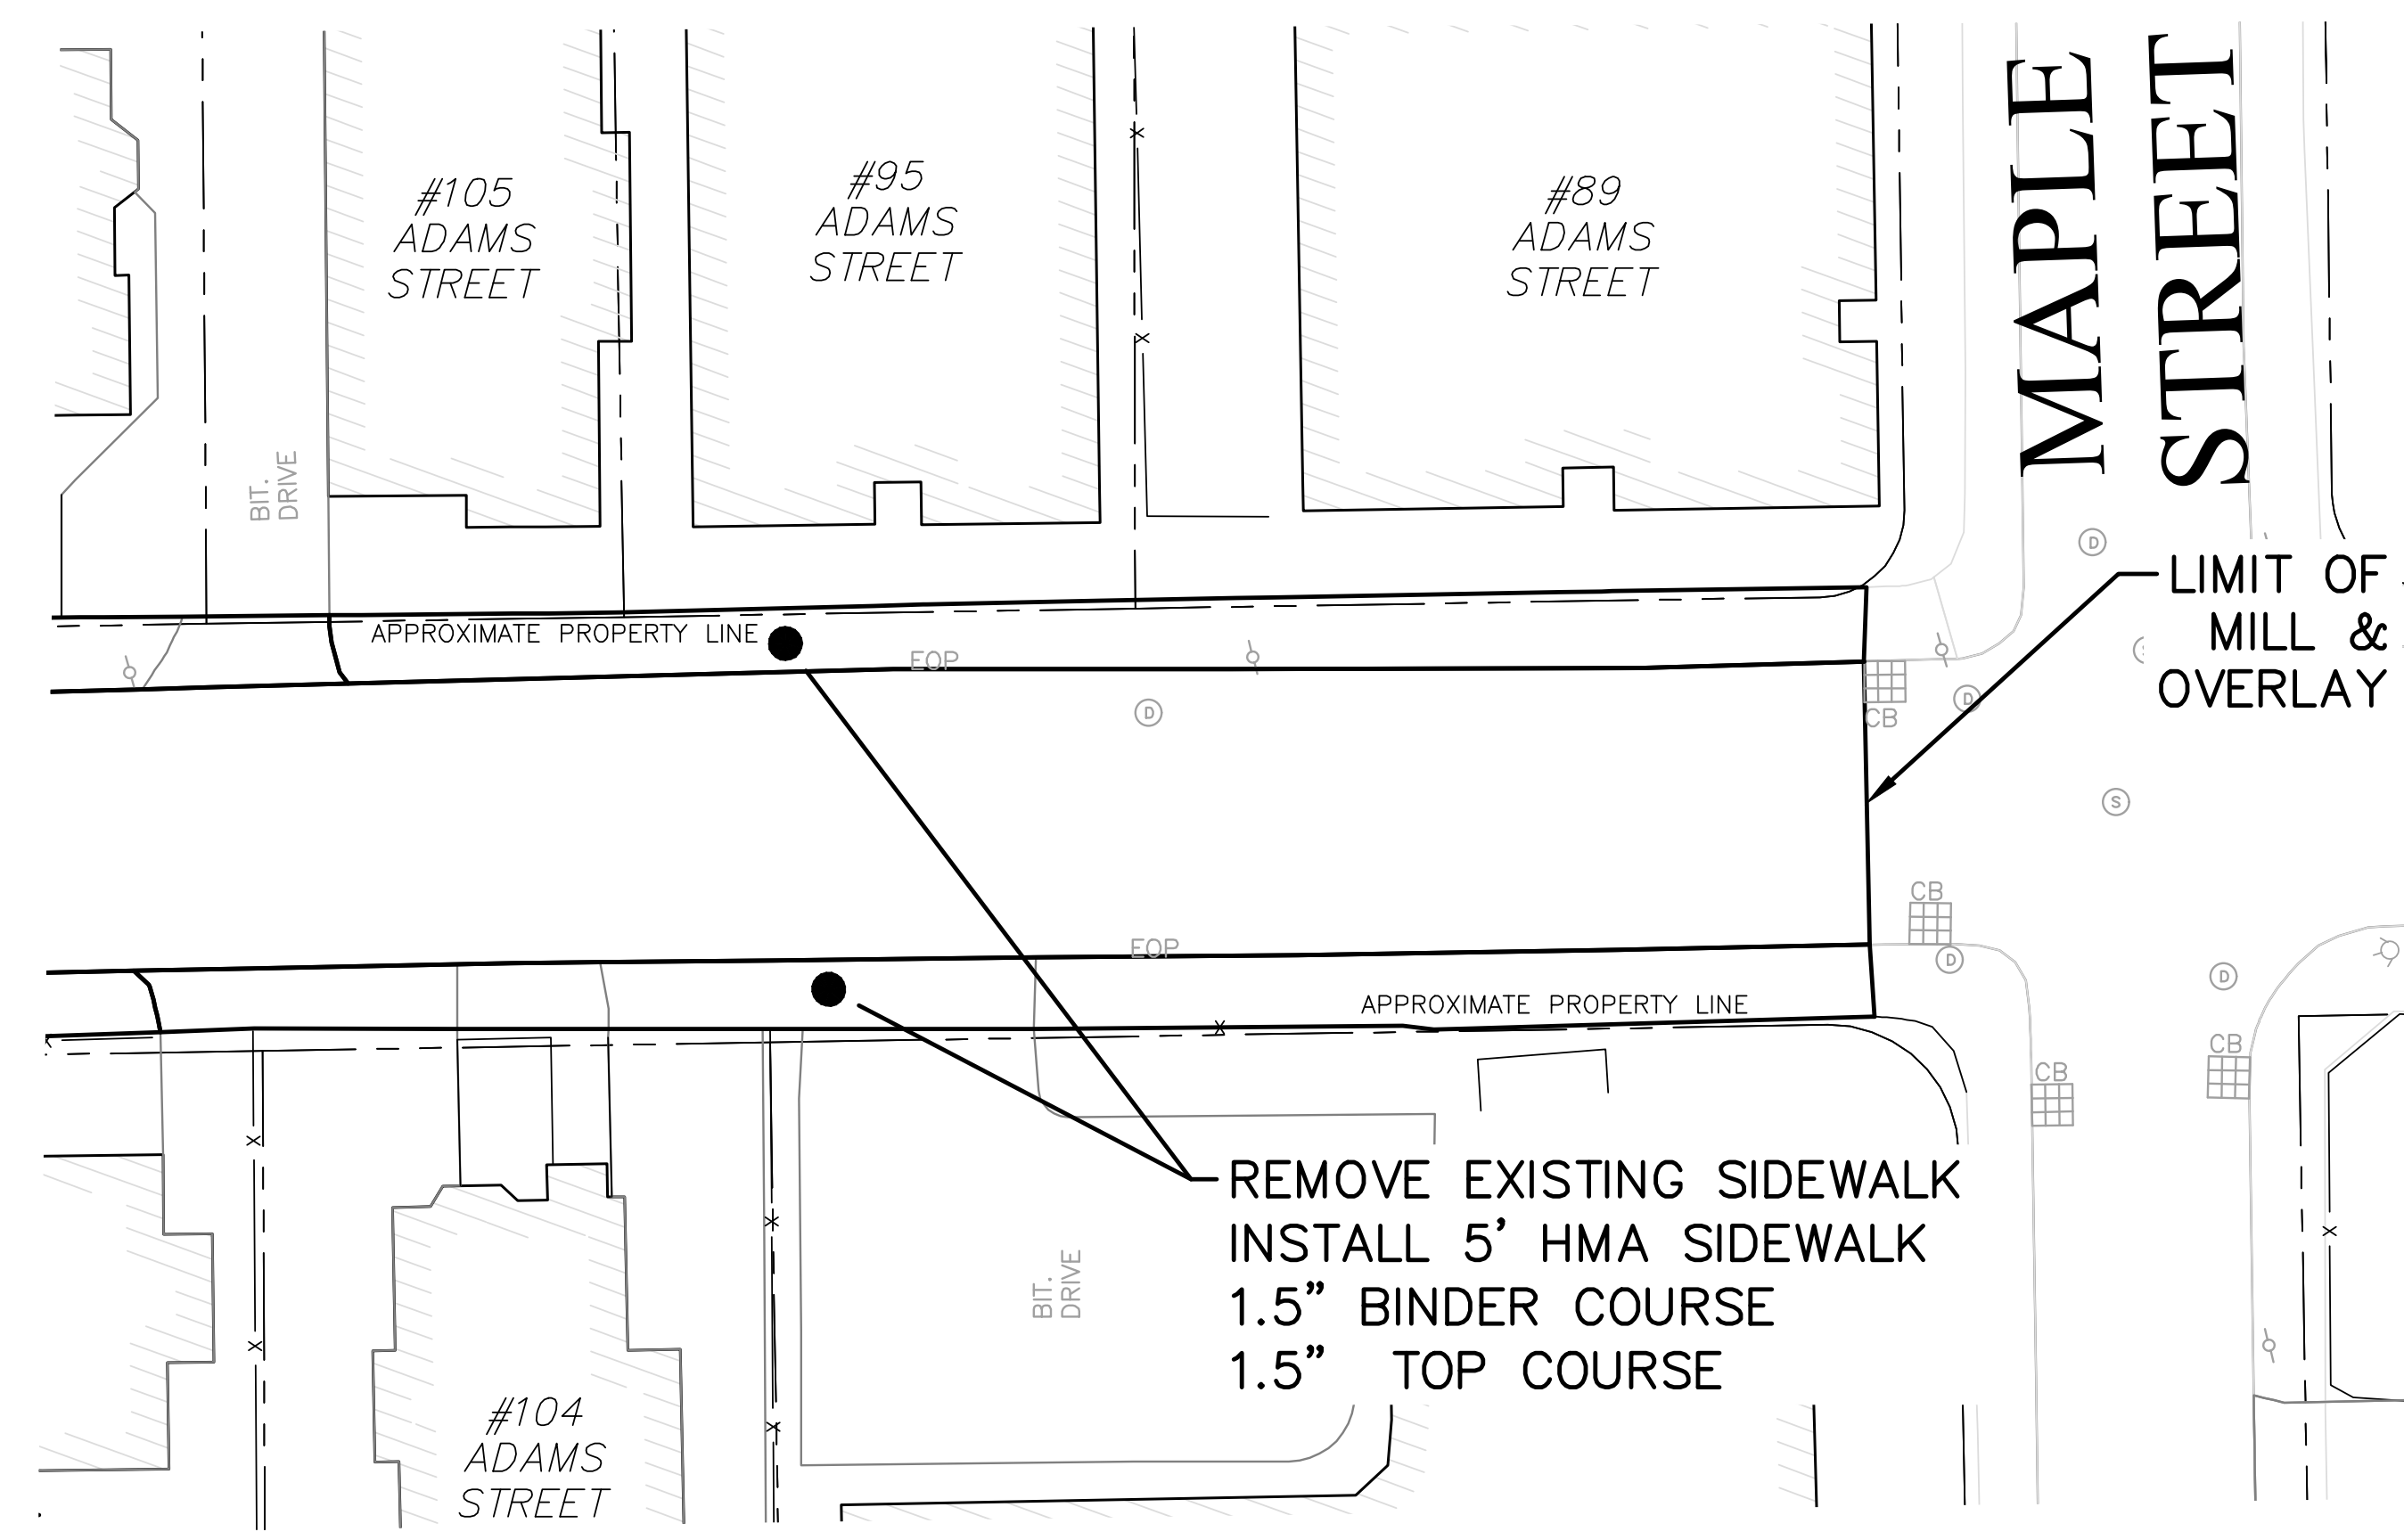 #105
ADAMS
STREET
#95
ADAMS
STREET
#89
ADAMS
STREET
MAPLE
STREET
BIT.
DRIVE
D
LIMIT OF
MILL &
OVERLAY
APPROXIMATE PROPERTY LINE
EOP
D
D
CB
S
CB
EOP
D
D
APPROXIMATE PROPERTY LINE
CB
CB
REMOVE EXISTING SIDEWALK
INSTALL 5' HMA SIDEWALK
1.5" BINDER COURSE
1.5" TOP COURSE
BIT.
DRIVE
#104
ADAMS
STREET